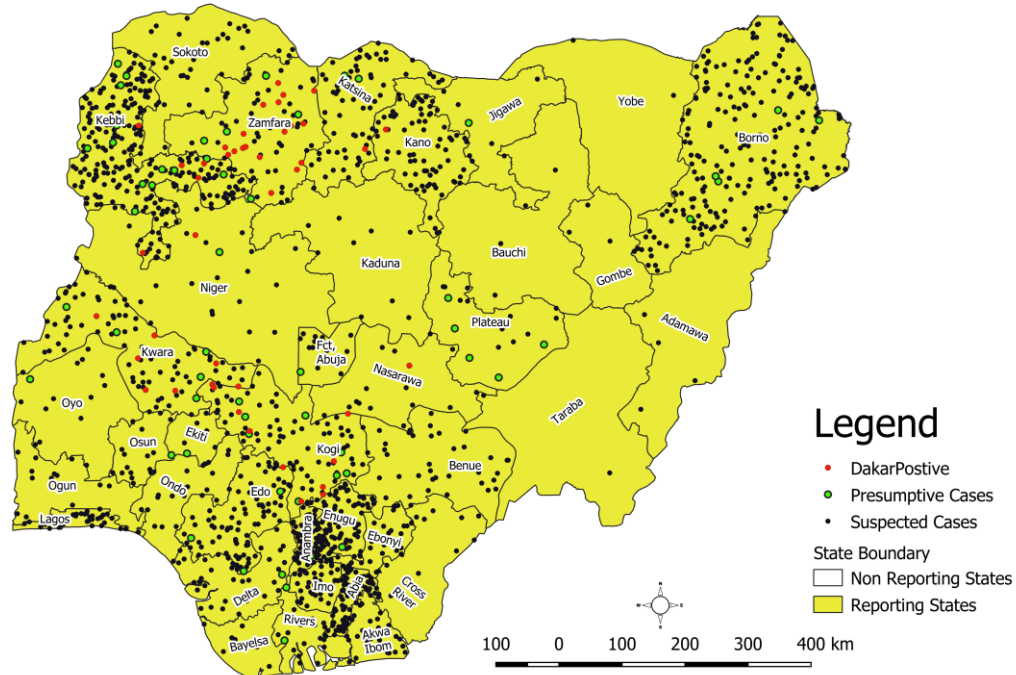 Sokoto
Katsina
Jigawa
Yobe
Kebbi
Zamfara
Kano
Borno
Kaduna
Bauchi
Gombe
Niger
Plateau
Adamawa
Kwara
Fct,
Abuja
Nasarawa
Taraba
Oyo
Osun
Ekiti
Kogi
Benue
Ogun
Ondo
Edo
Lagos
Anambra
Enugu
Ebonyi
Delta
Imo
Abia
Cross
River
Rivers
Bayelsa
Akwa
Ibom
Legend
DakarPostive
Presumptive Cases
Suspected Cases
State Boundary
Non Reporting States
Reporting States
N
W
E
S
100 0 100 200 300 400 km